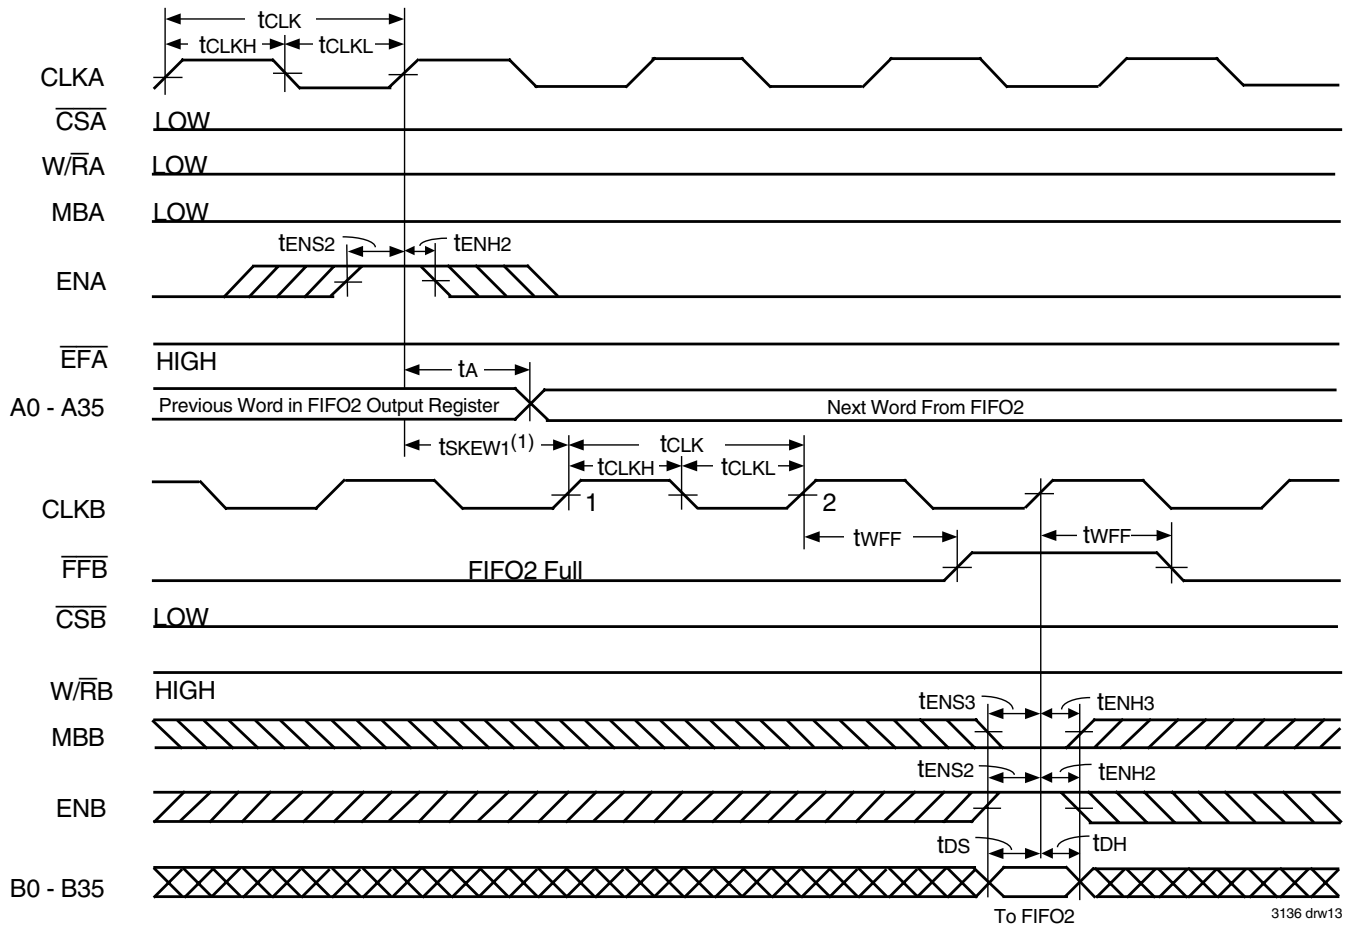 tCLK
tCLKH tCLKL
CLKA
CSA LOW
W/RA LOW
MBA LOW
tENS2 tENH2
ENA
EFA HIGH
tA
A0 - A35 Previous Word in FIFO2 Output Register Next Word From FIFO2
tSKEW1(1) tCLK
tCLKH tCLKL
CLKB 1 2
tWFF tWFF
FFB FIFO2 Full
CSB LOW
W/RB HIGH
tENS3 tENH3
MBB
tENS2 tENH2
ENB
tDS tDH
B0 - B35
To FIFO2
3136 drw13